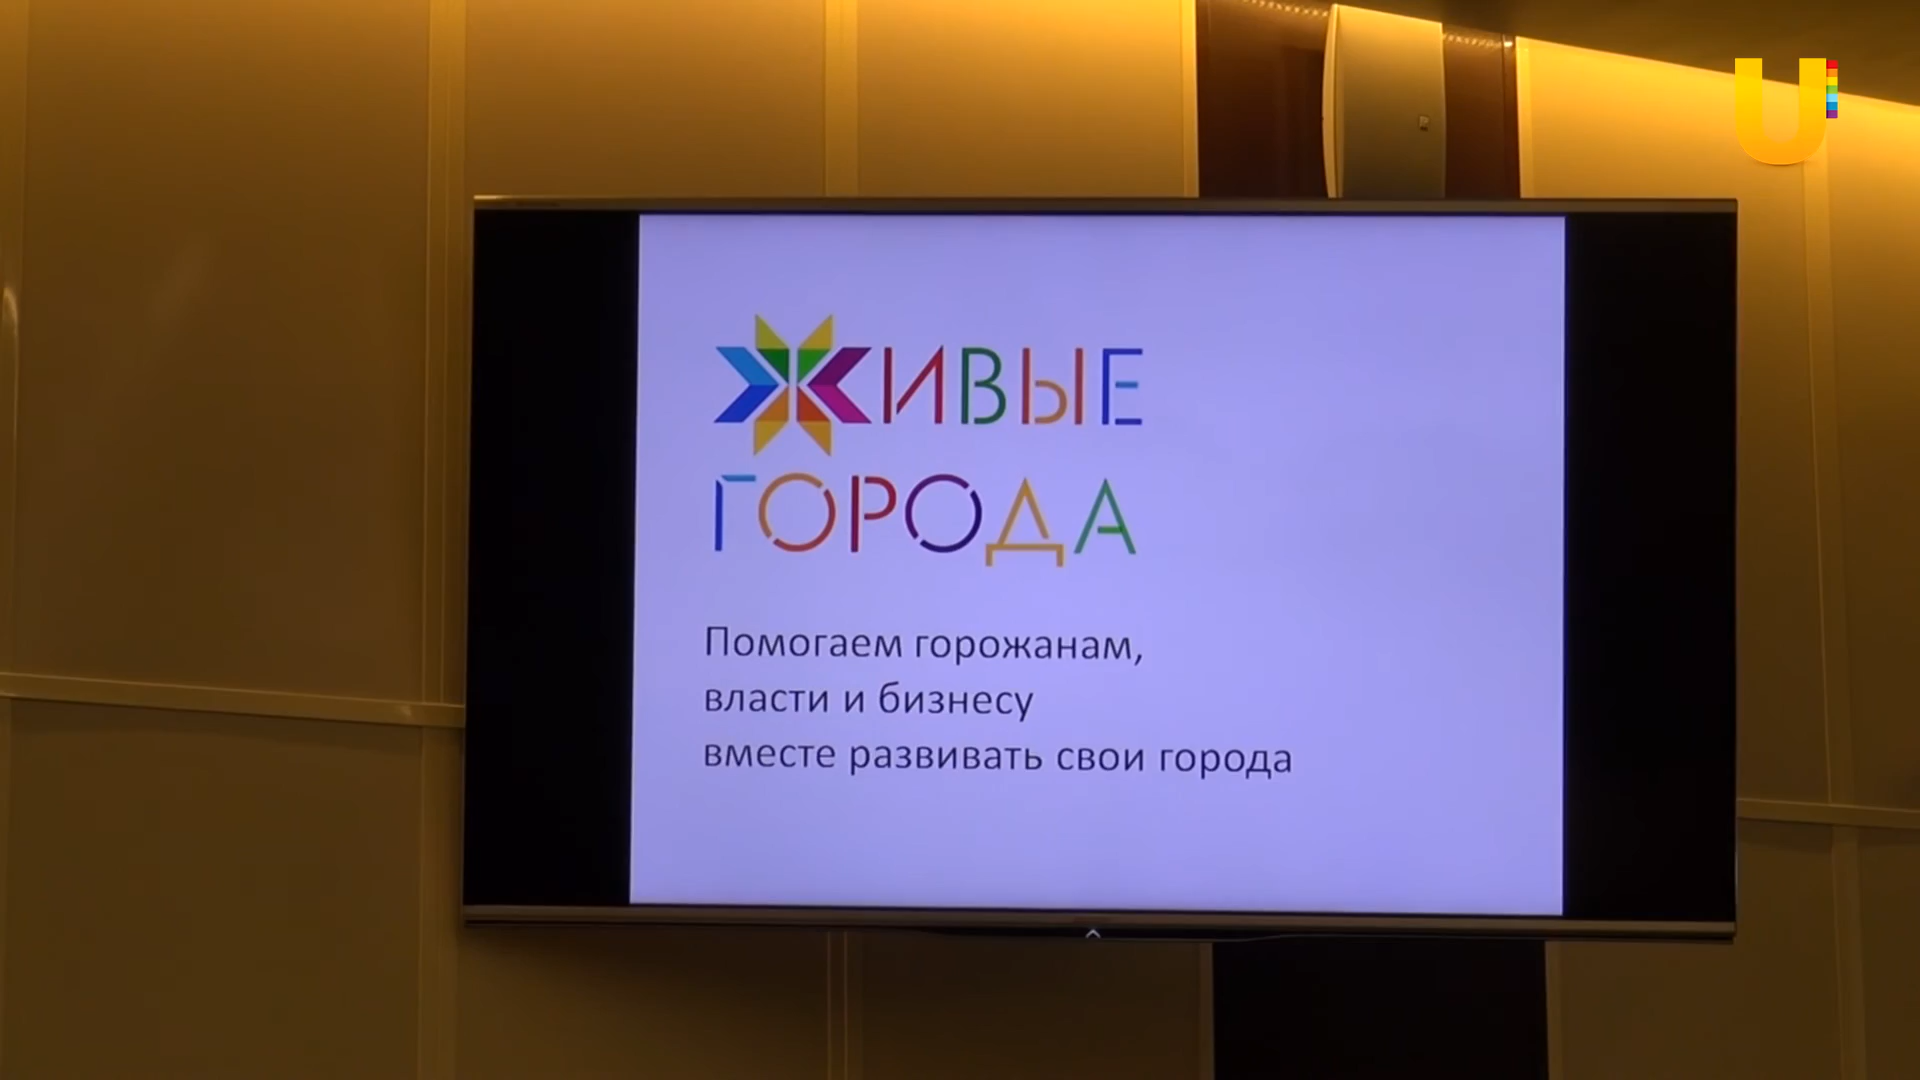 U
ЖИВЫЕ
ГОРОДА
Помогаем горожанам,
власти и бизнесу
вместе развивать свои города